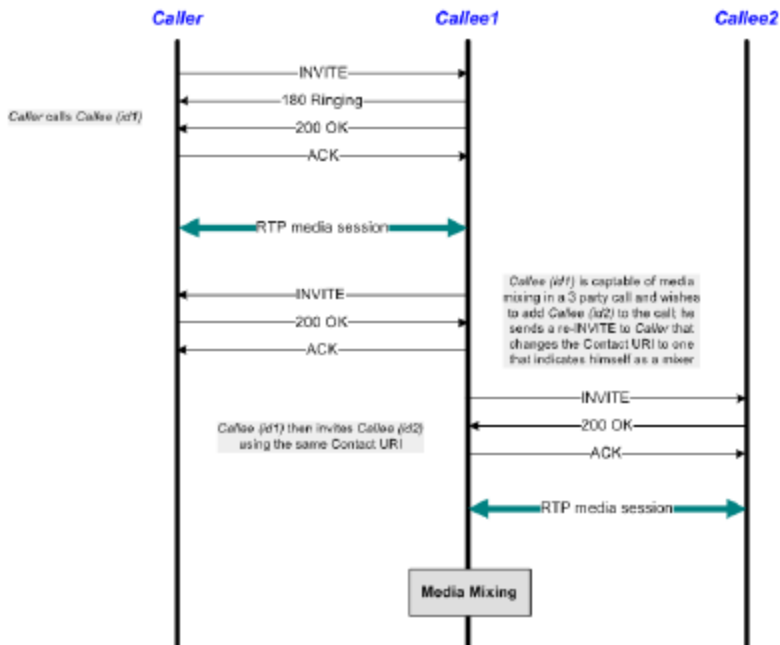 Caller Callee1 Callee2
INVITE
180 Ringing
Caller calls Callee (id1)
200 OK
ACK
RTP media session
Callee (id1) is captable of media
mixing in a 3 party call and wishes
to add Callee (id2) to the call; he
sends a re-INVITE to Caller that
changes the Contact URI to one
that indicates himself as a mixer
INVITE
200 OK
ACK
INVITE
Callee (id1) then invites Callee (id2)
using the same Contact URI
200 OK
ACK
RTP media session
Media Mixing